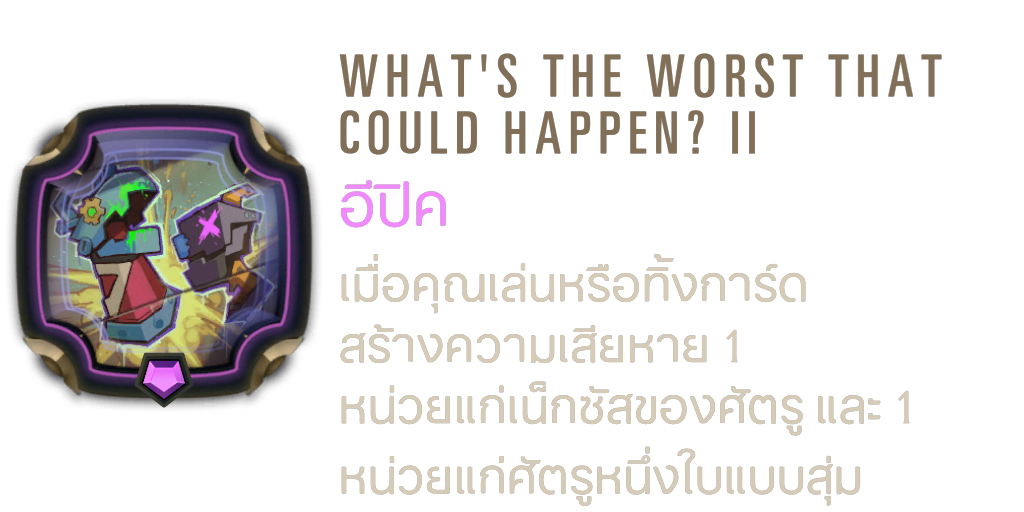 WHAT'S THE WORST THAT
COULD HAPPEN? II
อีปิค
เมื่อคุณเล่นหรือทิ้งการ์ด
สร้างความเสียหาย 1
หน่วยแก่เน็กซัสของศัตรู และ 1
หน่วยแก่ศัตรูหนึ่งใบแบบสุ่ม